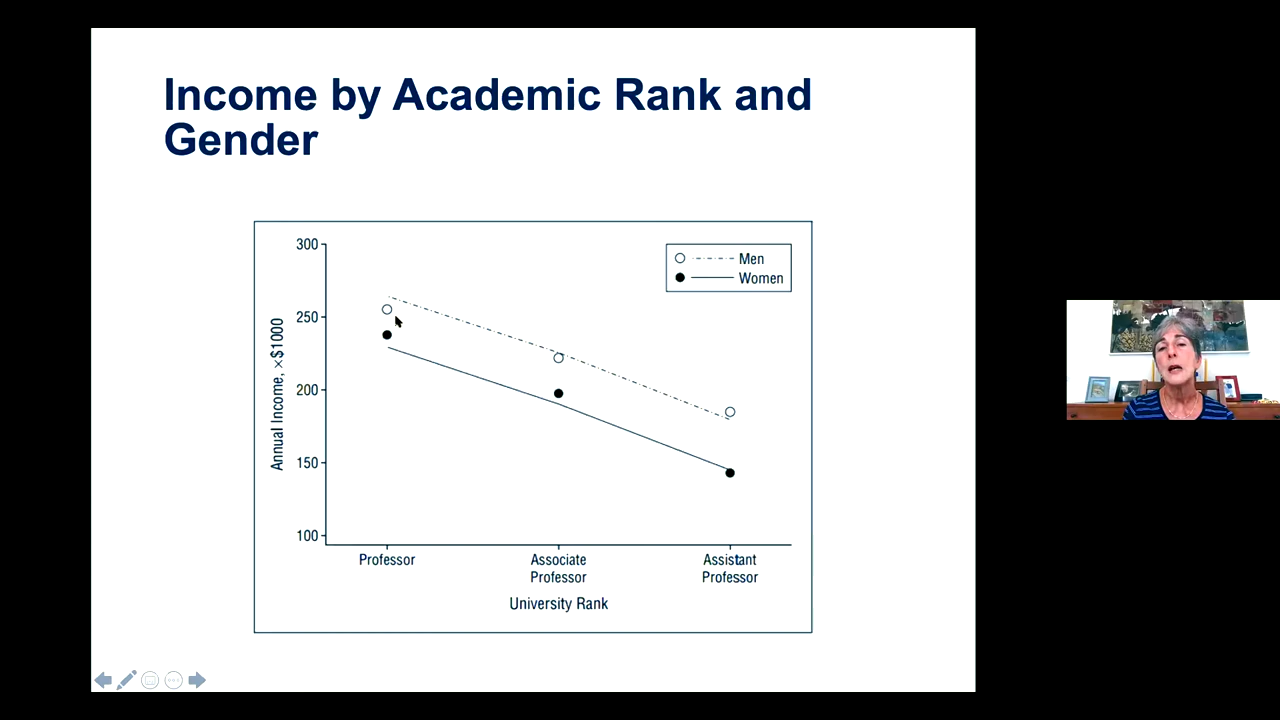 Income by Academic Rank and
Gender
300
250
200
150
100
Annual Income, ×$1000
Men
Women
Professor
Associate
Professor
Assistant
Professor
University Rank